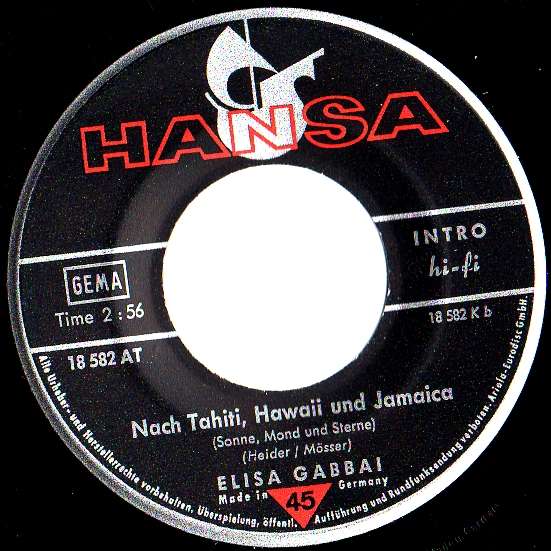 HANSA
INTRO
hi-fi
GEMA
Time 2 : 56
18 582 K b
18 582 AT
Nach Tahiti, Hawaii und Jamaica
(Sonne, Mond und Sterne)
(Heider / Mösser)
ELISA GABBAI
Made in Germany
45
Alle Urheber- und Herstellerrechte vorbehalten. Überspielung, öffentl. Aufführung und Rundfunksendung verboten. Ariola-Eurodisc GmbH.